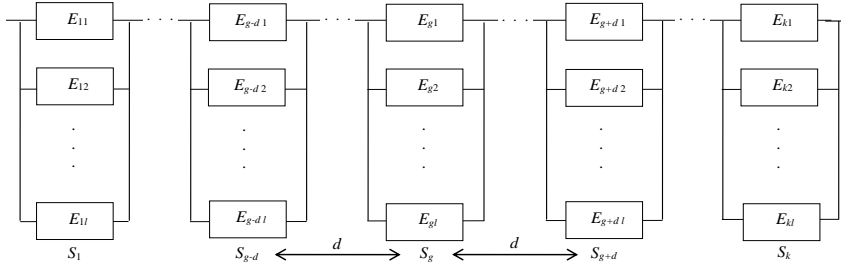 E11 · · · Eg-d 1 · · · Eg1 · · · Eg+d 1 · · · Ek1
E12 Eg-d 2 Eg2 Eg+d 2 Ek2
E1l Eg-d l Egl Eg+d l Ekl
S1 Sg-d d Sg d Sg+d Sk